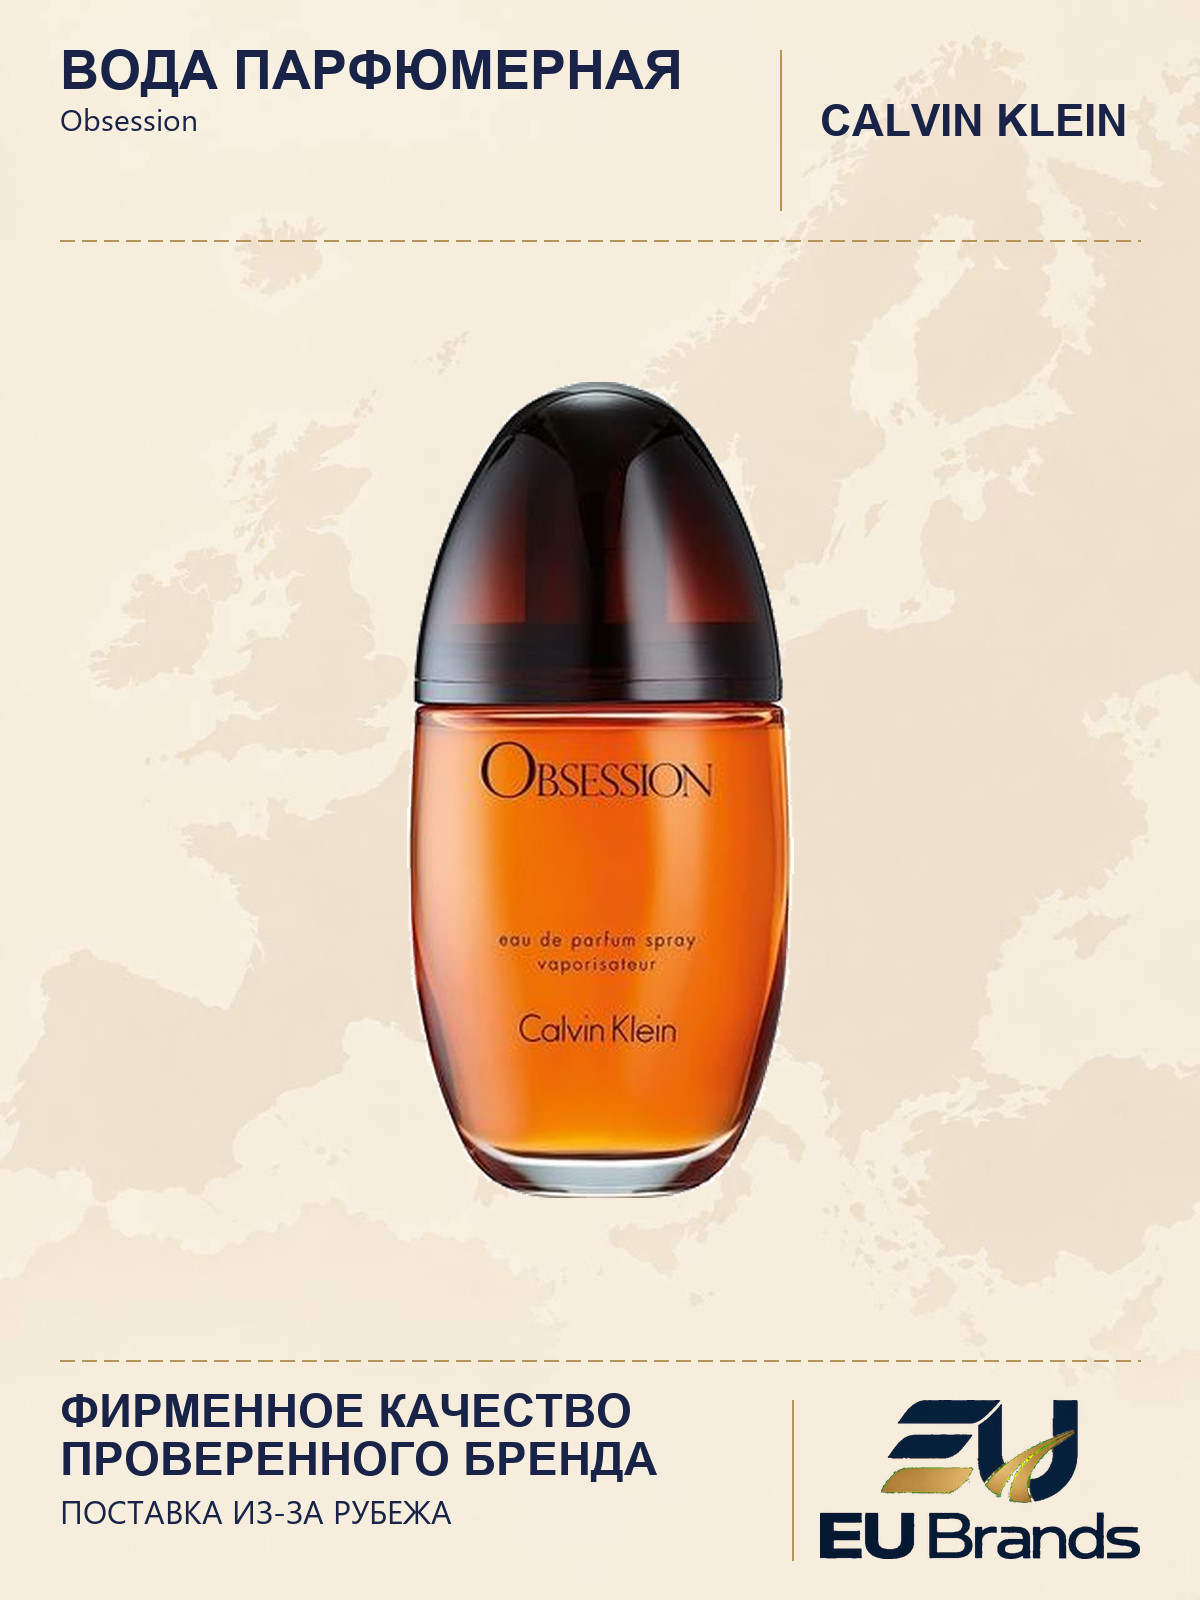 ВОДА ПАРФЮМЕРНАЯ
Obsession
CALVIN KLEIN
OBSESSION
eau de parfum spray
vaporisateur
Calvin Klein
ФИРМЕННОЕ КАЧЕСТВО
ПРОВЕРЕННОГО БРЕНДА
ПОСТАВКА ИЗ-ЗА РУБЕЖА
EU
EU Brands